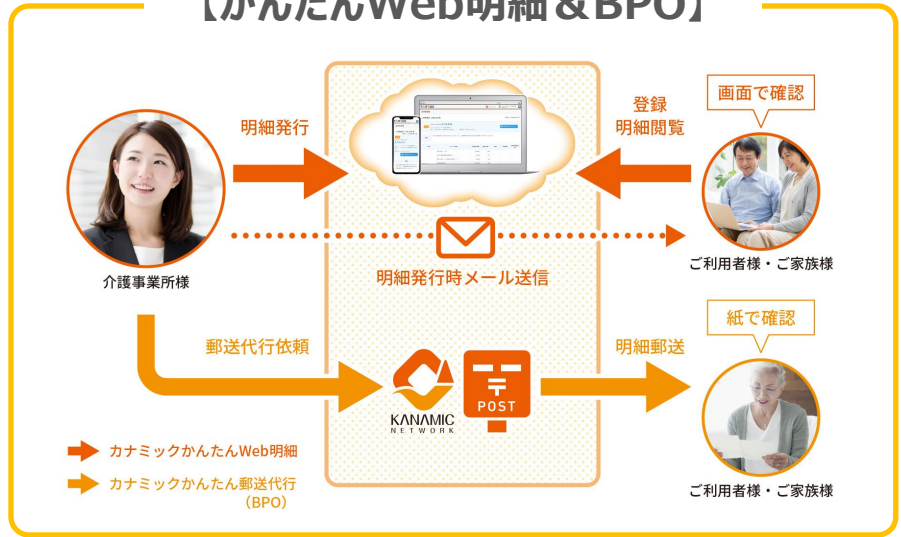 【かんたんWeb明細＆BPO】
明細発行
登録
明細閲覧
画面で確認
介護事業所様
明細発行時メール送信
ご利用者様・ご家族様
郵送代行依頼
明細郵送
紙で確認
〒
POST
KANAMIC
NETWORK
カナミックかんたんWeb明細
カナミックかんたん郵送代行
（BPO）
ご利用者様・ご家族様